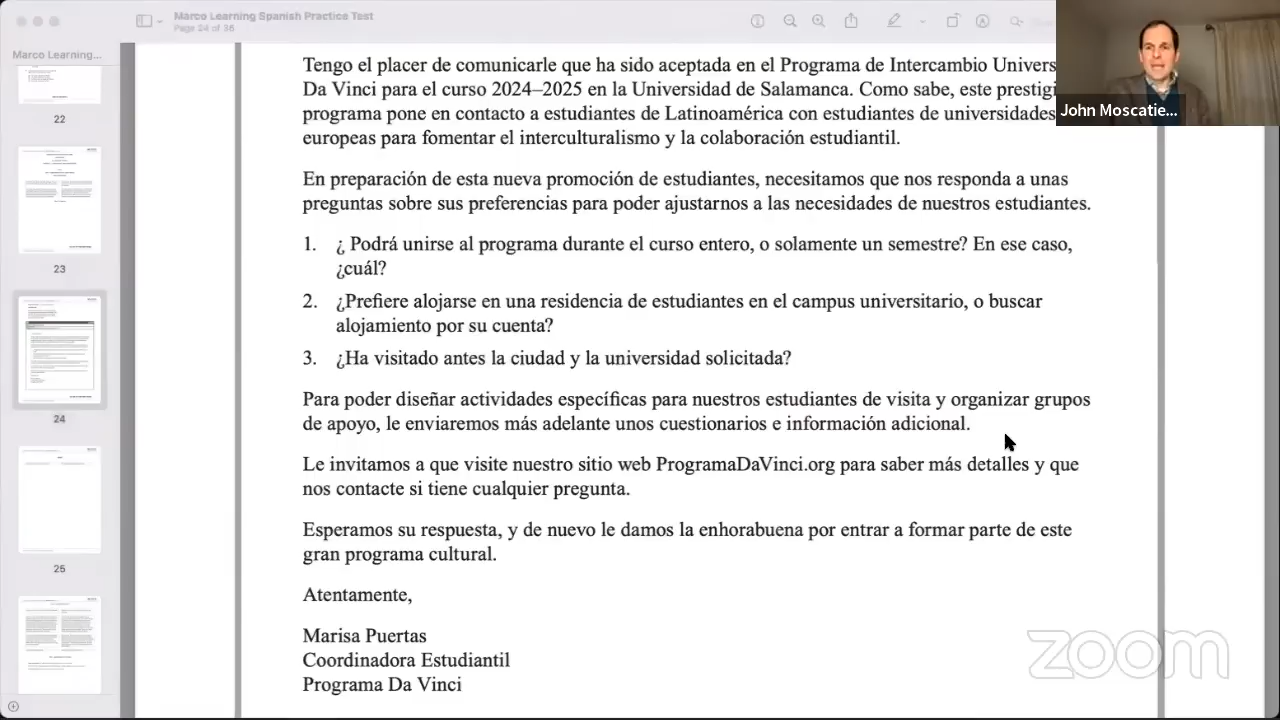 Marco Learning Spanish Practice Test
Page 24 of 36
Marco Learning...
22
23
24
25
26
Tengo el placer de comunicarle que ha sido aceptada en el Programa de Intercambio Univers
Da Vinci para el curso 2024–2025 en la Universidad de Salamanca. Como sabe, este prestigi
programa pone en contacto a estudiantes de Latinoamérica con estudiantes de universidades
europeas para fomentar el interculturalismo y la colaboración estudiantil.
En preparación de esta nueva promoción de estudiantes, necesitamos que nos responda a unas
preguntas sobre sus preferencias para poder ajustarnos a las necesidades de nuestros estudiantes.
1. ¿ Podrá unirse al programa durante el curso entero, o solamente un semestre? En ese caso,
¿cuál?
2. ¿Prefiere alojarse en una residencia de estudiantes en el campus universitario, o buscar
alojamiento por su cuenta?
3. ¿Ha visitado antes la ciudad y la universidad solicitada?
Para poder diseñar actividades específicas para nuestros estudiantes de visita y organizar grupos
de apoyo, le enviaremos más adelante unos cuestionarios e información adicional.
Le invitamos a que visite nuestro sitio web ProgramaDaVinci.org para saber más detalles y que
nos contacte si tiene cualquier pregunta.
Esperamos su respuesta, y de nuevo le damos la enhorabuena por entrar a formar parte de este
gran programa cultural.
Atentamente,
Marisa Puertas
Coordinadora Estudiantil
Programa Da Vinci
John Moscatie...
zoom